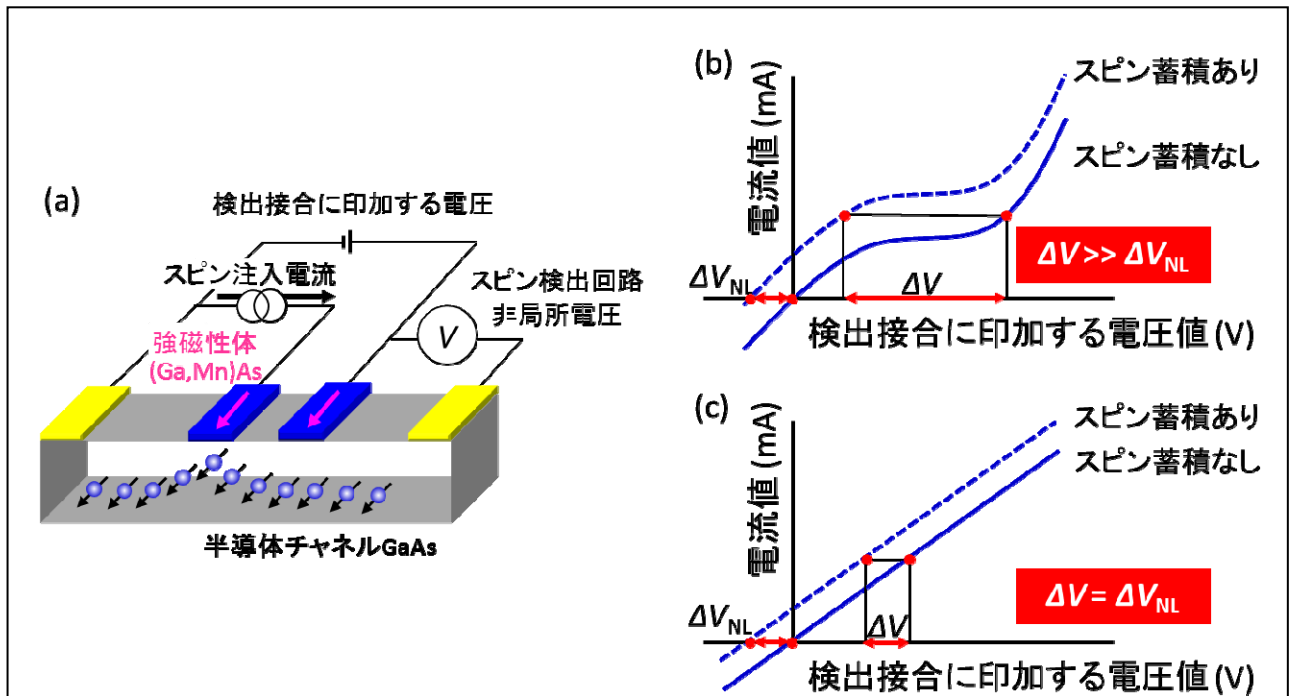 (a)
検出接合に印加する電圧
スピン注入電流
スピン検出回路
非局所電圧
V
強磁性体
(Ga,Mn)As
半導体チャネルGaAs
(b)
電流値 (mA)
スピン蓄積あり
スピン蓄積なし
ΔV >> ΔVNL
ΔVNL
ΔV
検出接合に印加する電圧値 (V)
(c)
電流値 (mA)
スピン蓄積あり
スピン蓄積なし
ΔV = ΔVNL
ΔVNL
ΔV
検出接合に印加する電圧値 (V)